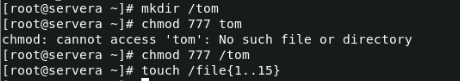 [root@servera ~]# mkdir /tom
[root@servera ~]# chmod 777 tom
chmod: cannot access 'tom': No such file or directory
[root@servera ~]# chmod 777 /tom
[root@servera ~]# touch /file{1..15}